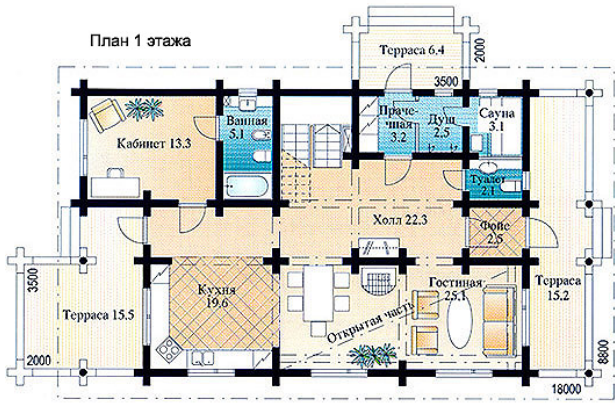 План 1 этажа
Терраса 6.4
2000
3500
Кабинет 13.3
Ванная
5.1
Праче-
чная
3.2
Душ
2.5
Сауна
3.1
Туалет
2.1
Холл 22.3
Фойе
2.5
3500
Терраса 15.5
2000
Кухня
19.6
Открытая часть
Гостиная
25.1
Терраса
15.2
8800
18000